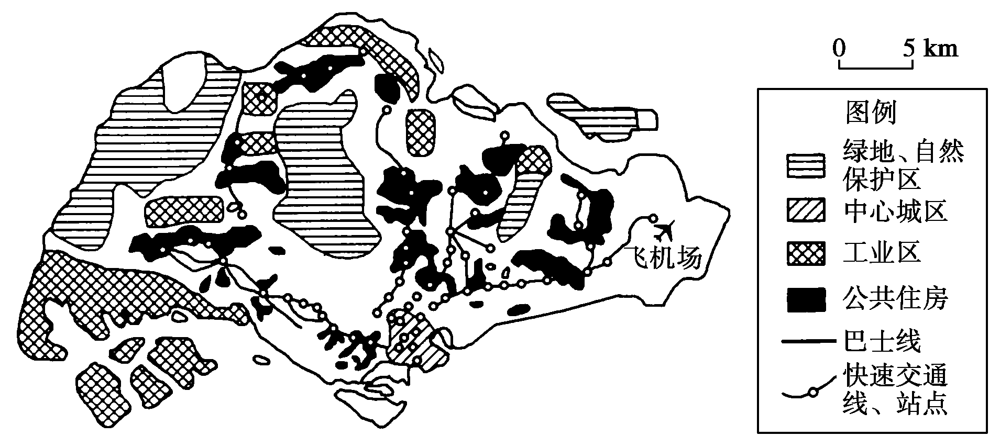 0 5 km
图例
绿地、自然
保护区
中心城区
工业区
公共住房
巴士线
快速交通
线、站点
飞机场